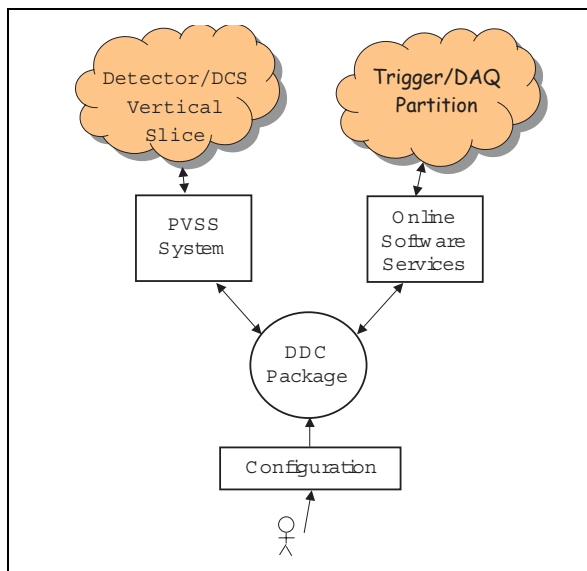 Detector/DCS
Vertical
Slice
Trigger/DAQ
Partition
PVSS
System
Online
Software
Services
DDC
Package
Configuration